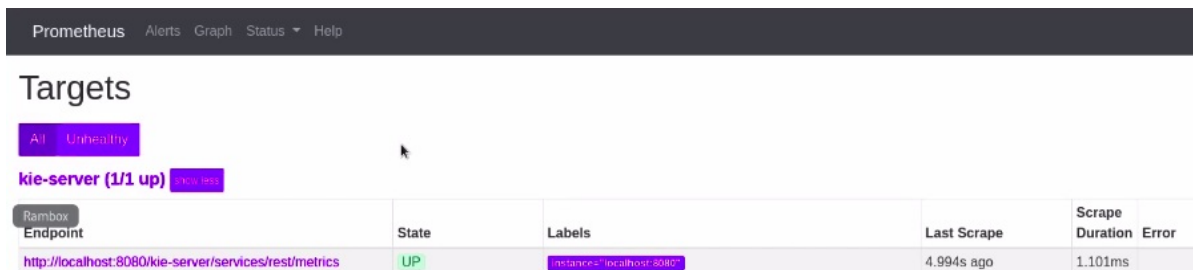 Prometheus Alerts Graph Status Help
Targets
All Unhealthy
kie-server (1/1 up) show less
Rambox
Endpoint State Labels Last Scrape Scrape Duration Error
http://localhost:8080/kie-server/services/rest/metrics UP instance="localhost:8080" 4.994s ago 1.101ms